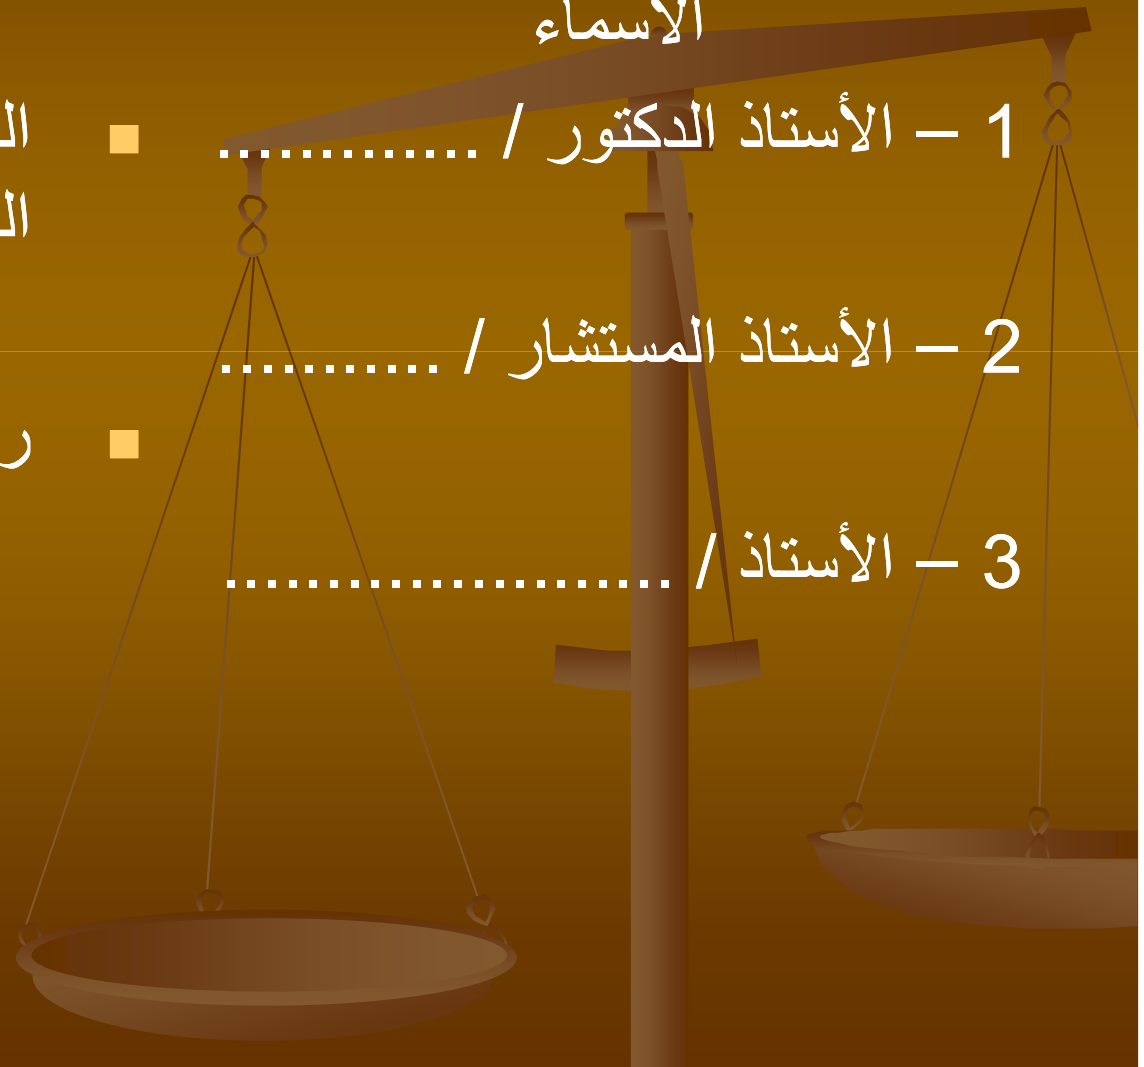 الأسماء
1 – الأستاذ الدكتور / .............
2 – الأستاذ المستشار / ...........
3 – الأستاذ / ......................